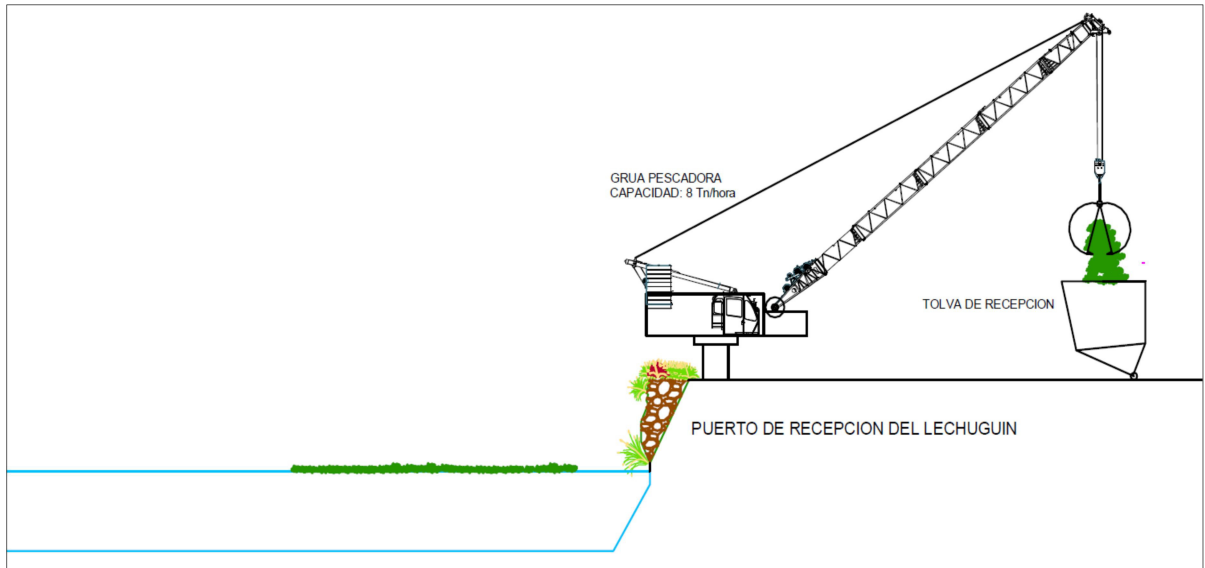 GRUA PESCADORA
CAPACIDAD: 8 Tn/hora
TOLVA DE RECEPCION
PUERTO DE RECEPCION DEL LECHUGUIN